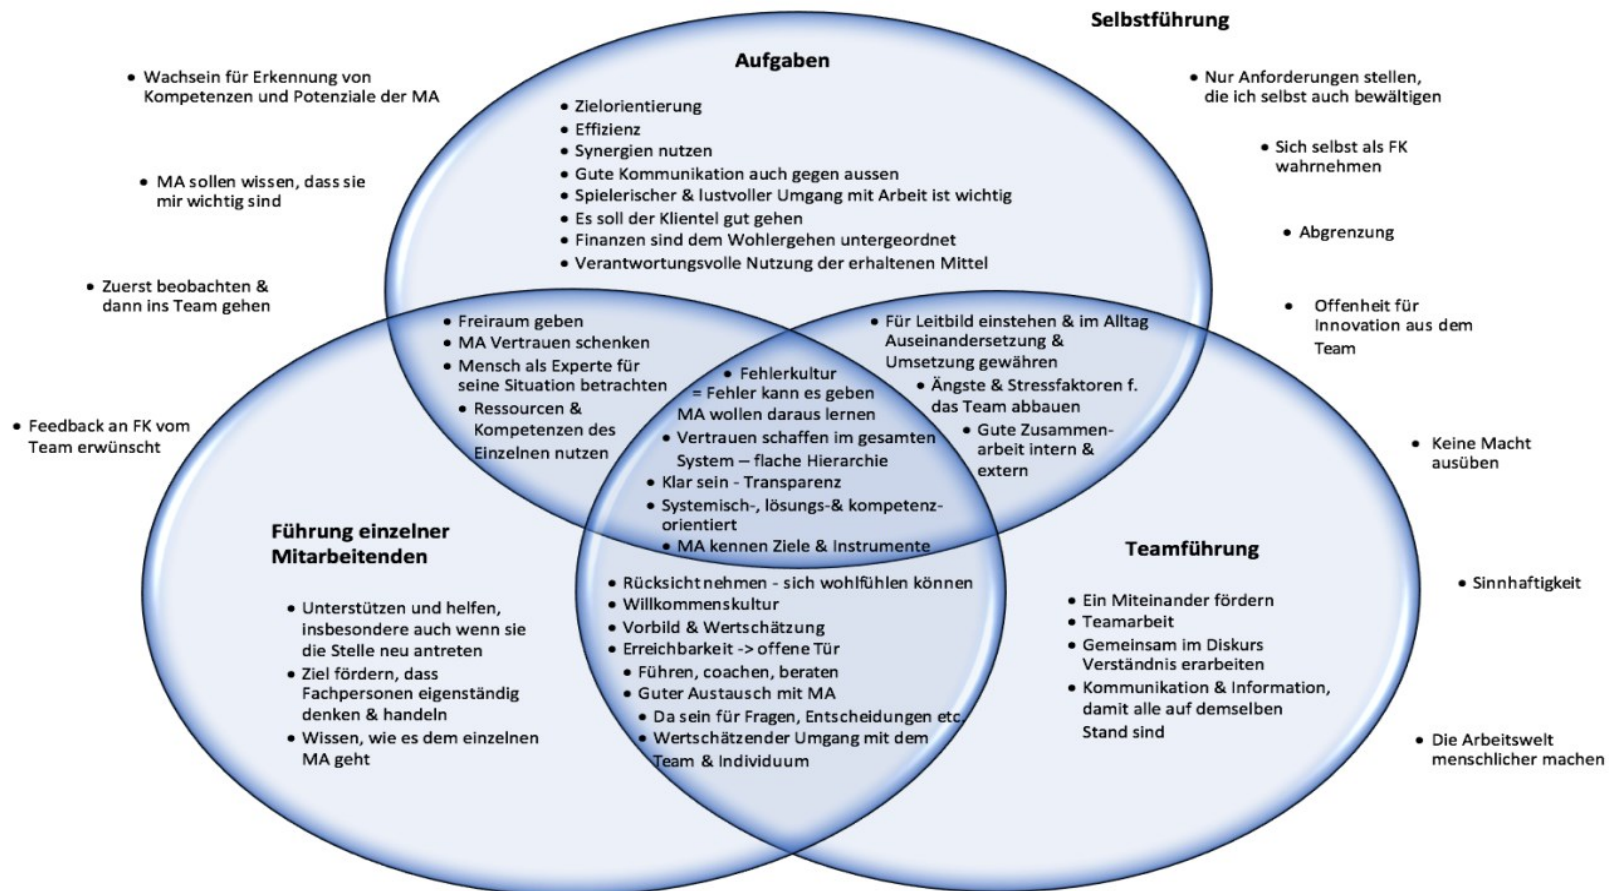 Selbstführung
Aufgaben
• Wachsein für Erkennung von
Kompetenzen und Potenziale der MA
• MA sollen wissen, dass sie
mir wichtig sind
• Zuerst beobachten &
dann ins Team gehen
• Feedback an FK vom
Team erwünscht
• Zielorientierung
• Effizienz
• Synergien nutzen
• Gute Kommunikation auch gegen aussen
• Spielerischer & lustvoller Umgang mit Arbeit ist wichtig
• Es soll der Klientel gut gehen
• Finanzen sind dem Wohlergehen untergeordnet
• Verantwortungsvolle Nutzung der erhaltenen Mittel
• Nur Anforderungen stellen,
die ich selbst auch bewältigen
• Sich selbst als FK
wahrnehmen
• Abgrenzung
• Offenheit für
Innovation aus dem
Team
• Keine Macht
ausüben
• Sinnhaftigkeit
• Die Arbeitswelt
menschlicher machen
• Freiraum geben
• MA Vertrauen schenken
• Mensch als Experte für
seine Situation betrachten
• Ressourcen &
Kompetenzen des
Einzelnen nutzen
• Fehlerkultur
= Fehler kann es geben
MA wollen daraus lernen
• Vertrauen schaffen im gesamten
System – flache Hierarchie
• Klar sein - Transparenz
• Systemisch-, lösungs-& kompetenz-
orientiert
• MA kennen Ziele & Instrumente
• Für Leitbild einstehen & im Alltag
Auseinandersetzung &
Umsetzung gewähren
• Ängste & Stressfaktoren f.
das Team abbauen
• Gute Zusammen-
arbeit intern &
extern
Führung einzelner
Mitarbeitenden
• Unterstützen und helfen,
insbesondere auch wenn sie
die Stelle neu antreten
• Ziel fördern, dass
Fachpersonen eigenständig
denken & handeln
• Wissen, wie es dem einzelnen
MA geht
• Rücksicht nehmen - sich wohlfühlen können
• Willkommenskultur
• Vorbild & Wertschätzung
• Erreichbarkeit -> offene Tür
• Führen, coachen, beraten
• Guter Austausch mit MA
• Da sein für Fragen, Entscheidungen etc.
• Wertschätzender Umgang mit dem
Team & Individuum
Teamführung
• Ein Miteinander fördern
• Teamarbeit
• Gemeinsam im Diskurs
Verständnis erarbeiten
• Kommunikation & Information,
damit alle auf demselben
Stand sind